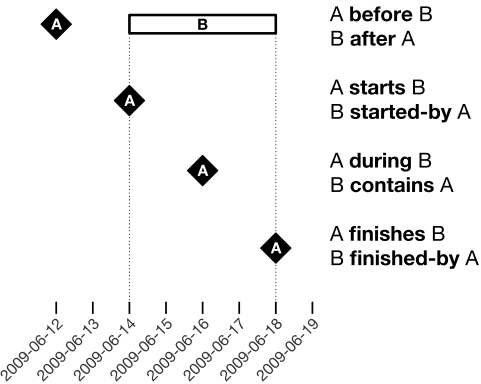 A B
A before B
B after A
A
A starts B
B started-by A
A
A during B
B contains A
A
A finishes B
B finished-by A
2009-06-12
2009-06-13
2009-06-14
2009-06-15
2009-06-16
2009-06-17
2009-06-18
2009-06-19